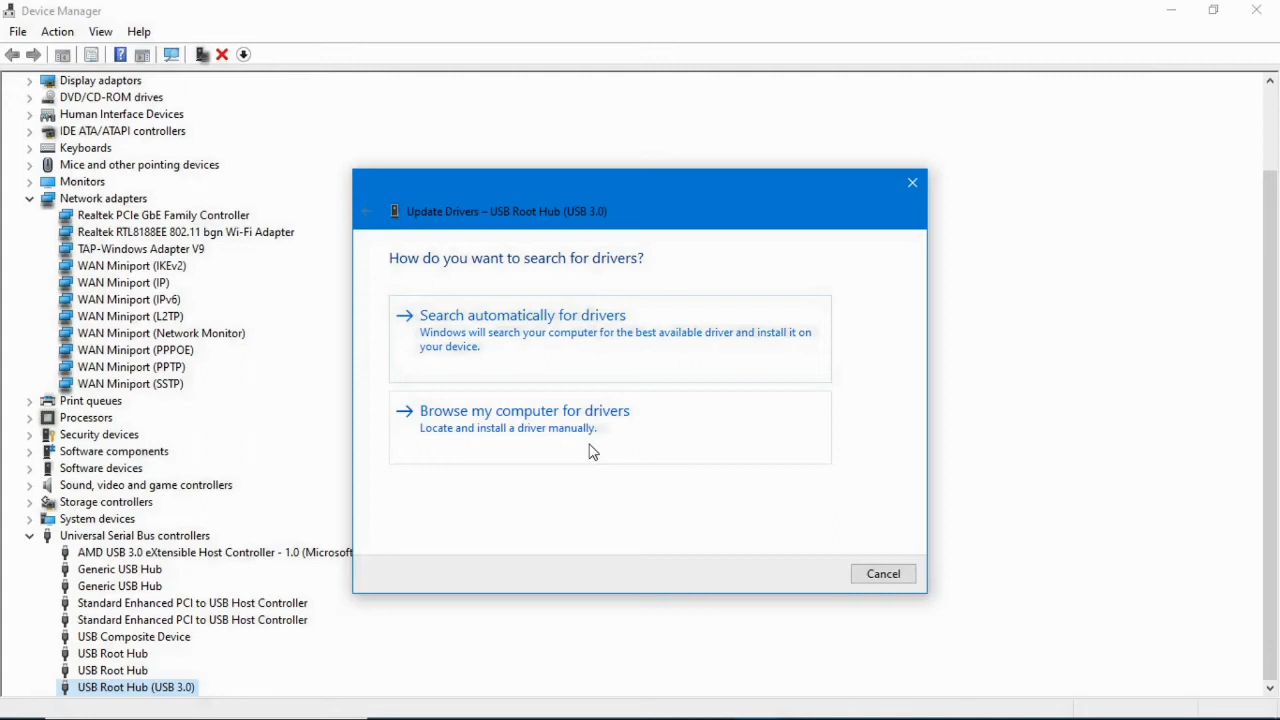 Device Manager
File Action View Help
Display adaptors
DVD/CD-ROM drives
Human Interface Devices
IDE ATA/ATAPI controllers
Keyboards
Mice and other pointing devices
Monitors
Network adapters
Realtek PCIe GbE Family Controller
Realtek RTL8188EE 802.11 bgn Wi-Fi Adapter
TAP-Windows Adapter V9
WAN Miniport (IKEv2)
WAN Miniport (IP)
WAN Miniport (IPv6)
WAN Miniport (L2TP)
WAN Miniport (Network Monitor)
WAN Miniport (PPPOE)
WAN Miniport (PPTP)
WAN Miniport (SSTP)
Print queues
Processors
Security devices
Software components
Software devices
Sound, video and game controllers
Storage controllers
System devices
Universal Serial Bus controllers
AMD USB 3.0 eXtensible Host Controller - 1.0 (Microsoft
Generic USB Hub
Generic USB Hub
Standard Enhanced PCI to USB Host Controller
Standard Enhanced PCI to USB Host Controller
USB Composite Device
USB Root Hub
USB Root Hub
USB Root Hub (USB 3.0)
Update Drivers – USB Root Hub (USB 3.0)
How do you want to search for drivers?
Search automatically for drivers
Windows will search your computer for the best available driver and install it on
your device.
Browse my computer for drivers
Locate and install a driver manually.
Cancel